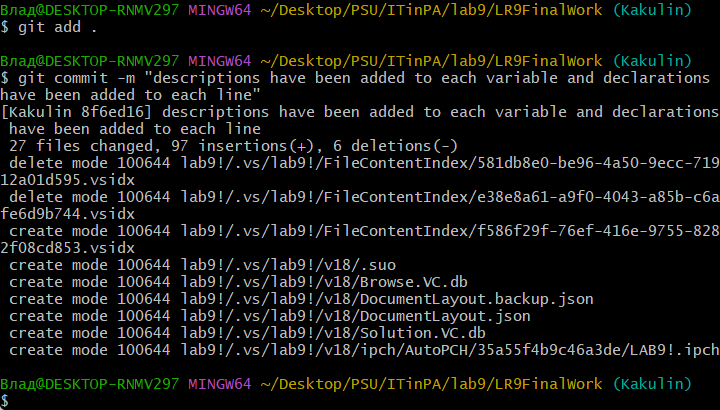 Влад@DESKTOP-RNMV297 MINGW64 ~/Desktop/PSU/ITinPA/lab9/LR9FinalWork (Kakulin)
$ git add .
Влад@DESKTOP-RNMV297 MINGW64 ~/Desktop/PSU/ITinPA/lab9/LR9FinalWork (Kakulin)
$ git commit -m "descriptions have been added to each variable and declarations
have been added to each line"
[Kakulin 8f6ed16] descriptions have been added to each variable and declarations
 have been added to each line
 27 files changed, 97 insertions(+), 6 deletions(-)
 delete mode 100644 lab9!/.vs/lab9!/FileContentIndex/581db8e0-be96-4a50-9ecc-719
12a01d595.vsidx
 delete mode 100644 lab9!/.vs/lab9!/FileContentIndex/e38e8a61-a9f0-4043-a85b-c6a
fe6d9b744.vsidx
 create mode 100644 lab9!/.vs/lab9!/FileContentIndex/f586f29f-76ef-416e-9755-828
2f08cd853.vsidx
 create mode 100644 lab9!/.vs/lab9!/v18/.suo
 create mode 100644 lab9!/.vs/lab9!/v18/Browse.VC.db
 create mode 100644 lab9!/.vs/lab9!/v18/DocumentLayout.backup.json
 create mode 100644 lab9!/.vs/lab9!/v18/DocumentLayout.json
 create mode 100644 lab9!/.vs/lab9!/v18/Solution.VC.db
 create mode 100644 lab9!/.vs/lab9!/v18/ipch/AutoPCH/35a55f4b9c46a3de/LAB9!.ipch
Влад@DESKTOP-RNMV297 MINGW64 ~/Desktop/PSU/ITinPA/lab9/LR9FinalWork (Kakulin)
$